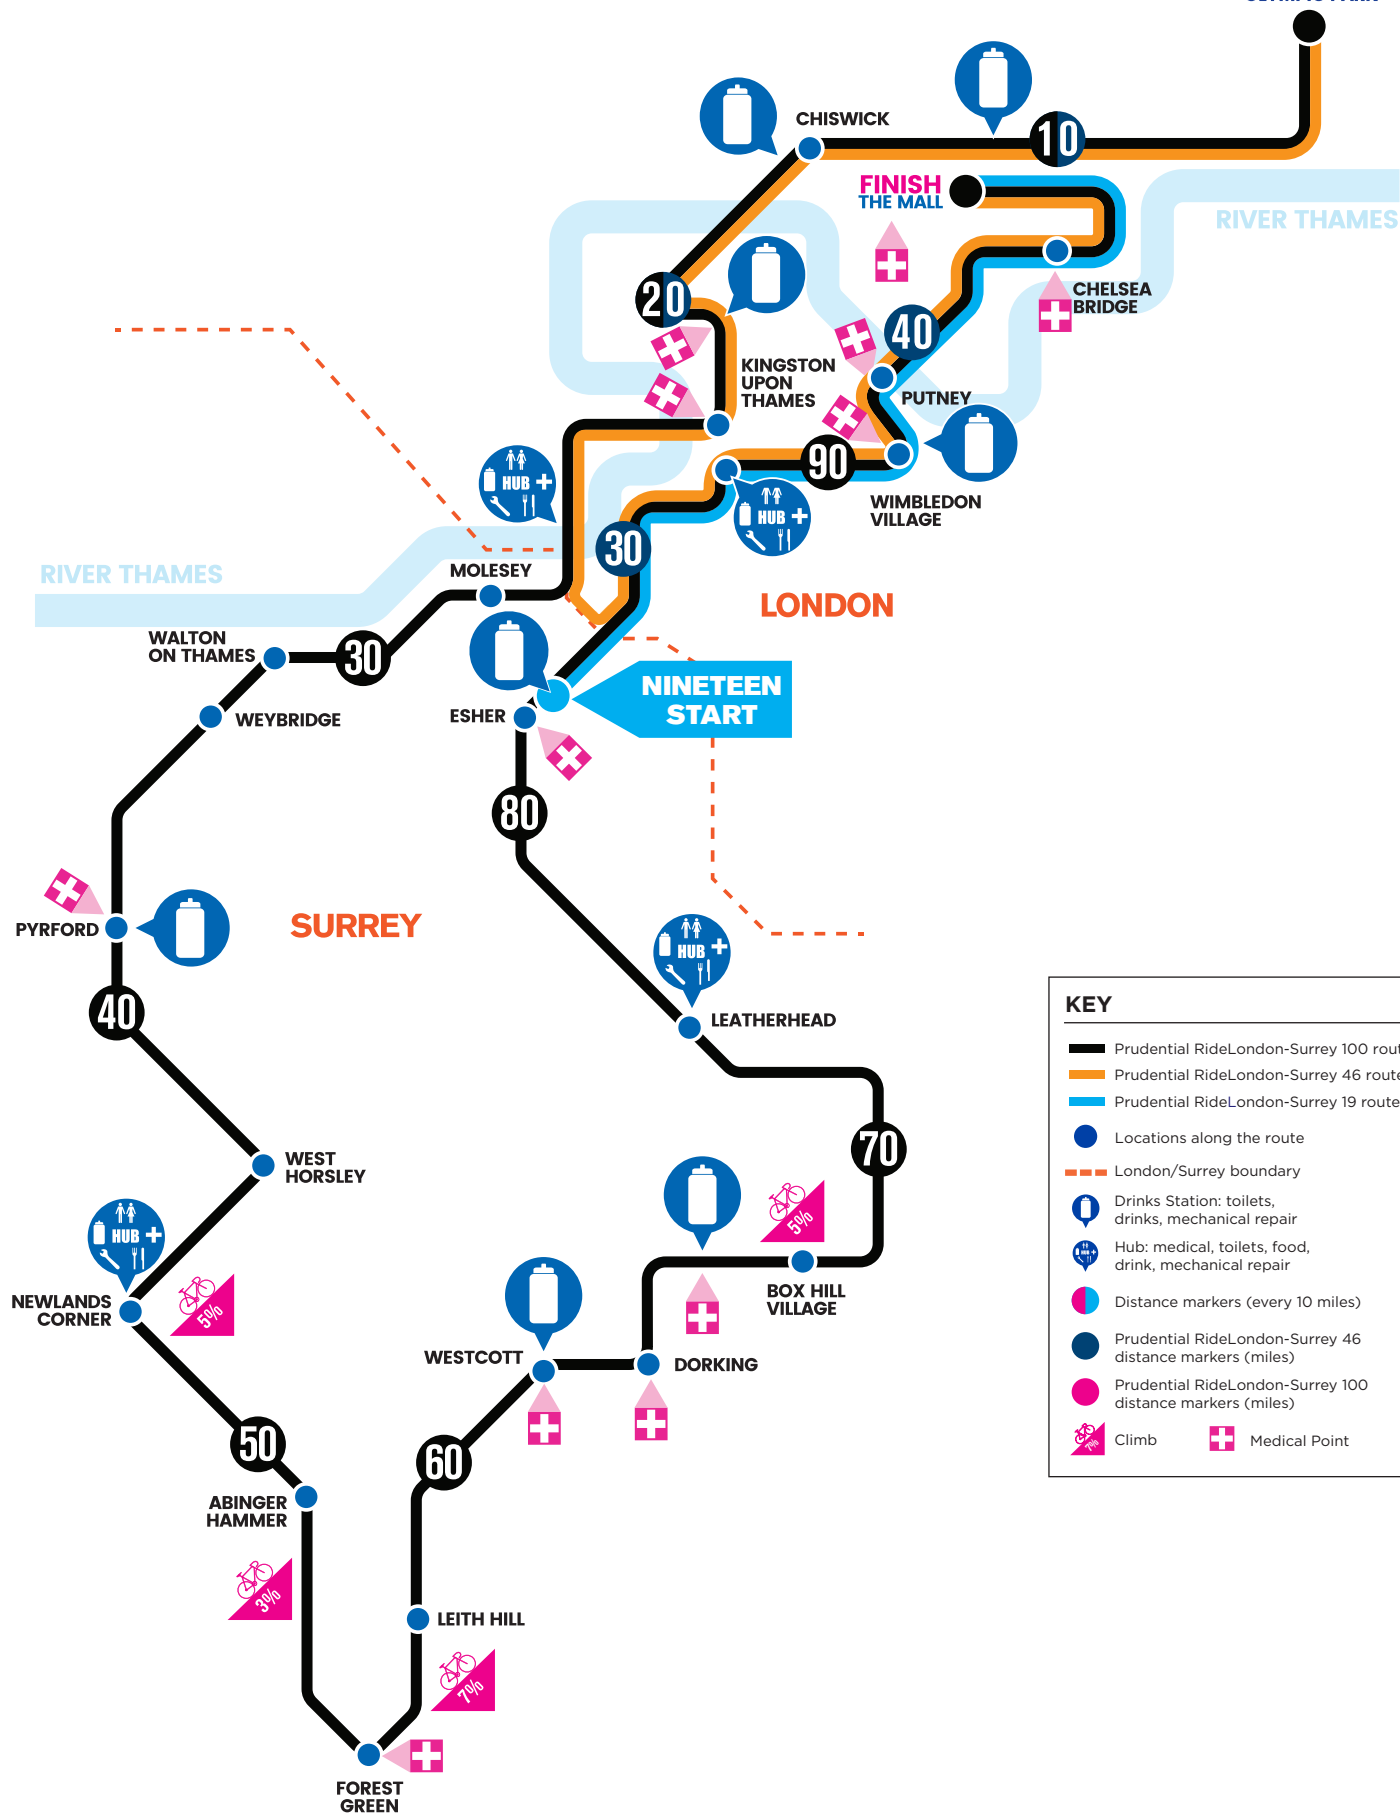 CHISWICK
10
FINISH
THE MALL
RIVER THAMES
20
CHELSEA
BRIDGE
40
KINGSTON
UPON
THAMES
PUTNEY
90
HUB
WIMBLEDON
VILLAGE
HUB
30
MOLESEY
RIVER THAMES
LONDON
WALTON
ON THAMES
30
NINETEEN
START
WEYBRIDGE
ESHER
80
PYRFORD
SURREY
HUB
40
LEATHERHEAD
70
WEST
HORSLEY
HUB
5%
NEWLANDS
CORNER
5%
BOX HILL
VILLAGE
WESTCOTT
DORKING
50
60
ABINGER
HAMMER
3%
LEITH HILL
7%
FOREST
GREEN
KEY
Prudential RideLondon-Surrey 100 rout
Prudential RideLondon-Surrey 46 route
Prudential RideLondon-Surrey 19 route
Locations along the route
London/Surrey boundary
Drinks Station: toilets,
drinks, mechanical repair
Hub: medical, toilets, food,
drink, mechanical repair
Distance markers (every 10 miles)
Prudential RideLondon-Surrey 46
distance markers (miles)
Prudential RideLondon-Surrey 100
distance markers (miles)
7%
Climb
Medical Point